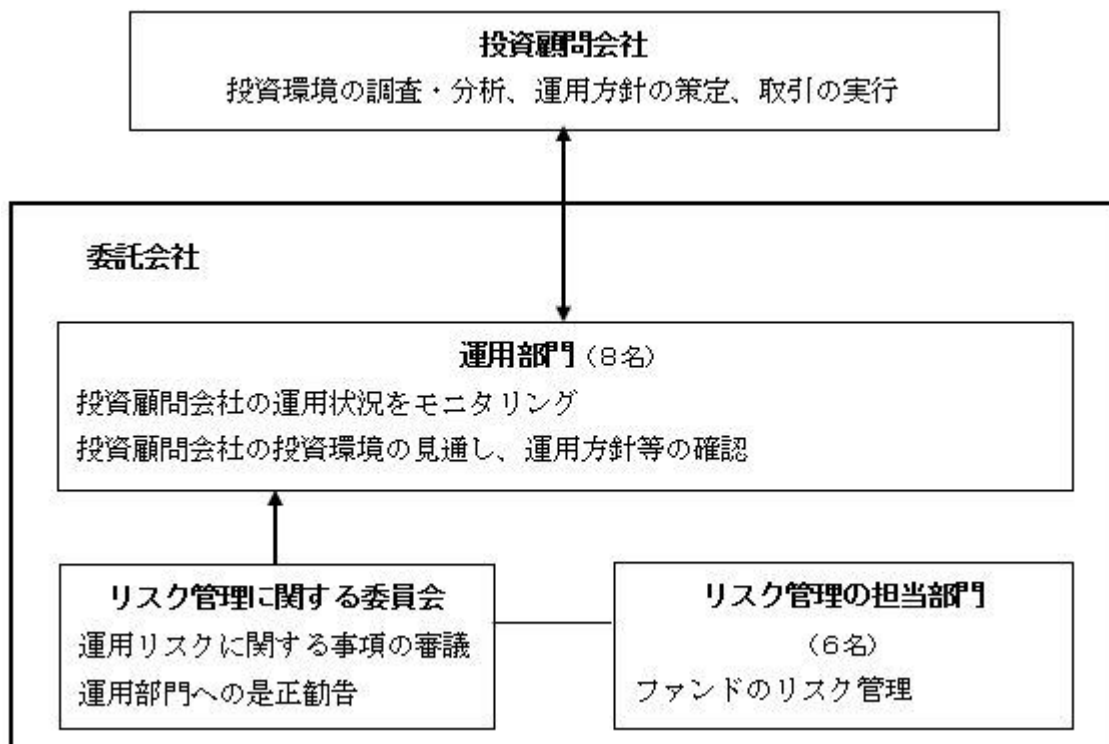 投資顧問会社
投資環境の調査・分析、運用方針の策定、取引の実行
委託会社
運用部門（8名）
投資顧問会社の運用状況をモニタリング
投資顧問会社の投資環境の見通し、運用方針等の確認
リスク管理に関する委員会
運用リスクに関する事項の審議
運用部門への是正勧告
リスク管理の担当部門
（6名）
ファンドのリスク管理